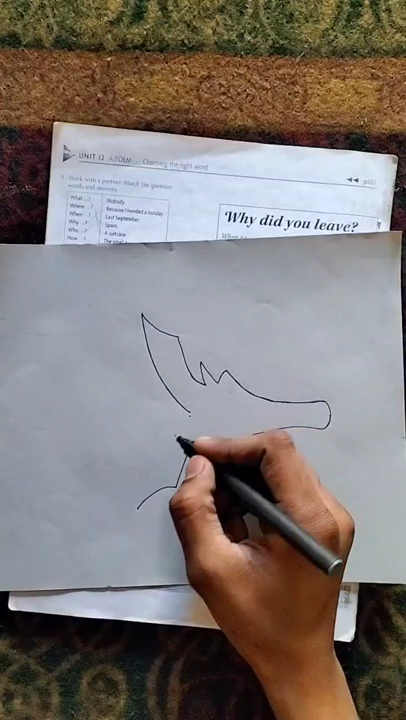 UNIT 12 A POEM Choosing the right word
1 Work with a partner. Match the question
words and answers.
What ...?
Where ...?
When ...?
Why ...?
Who ...?
How ...?
Nobody.
Because I needed a holiday.
Last September.
Spain.
A suitcase.
Why did you leave?